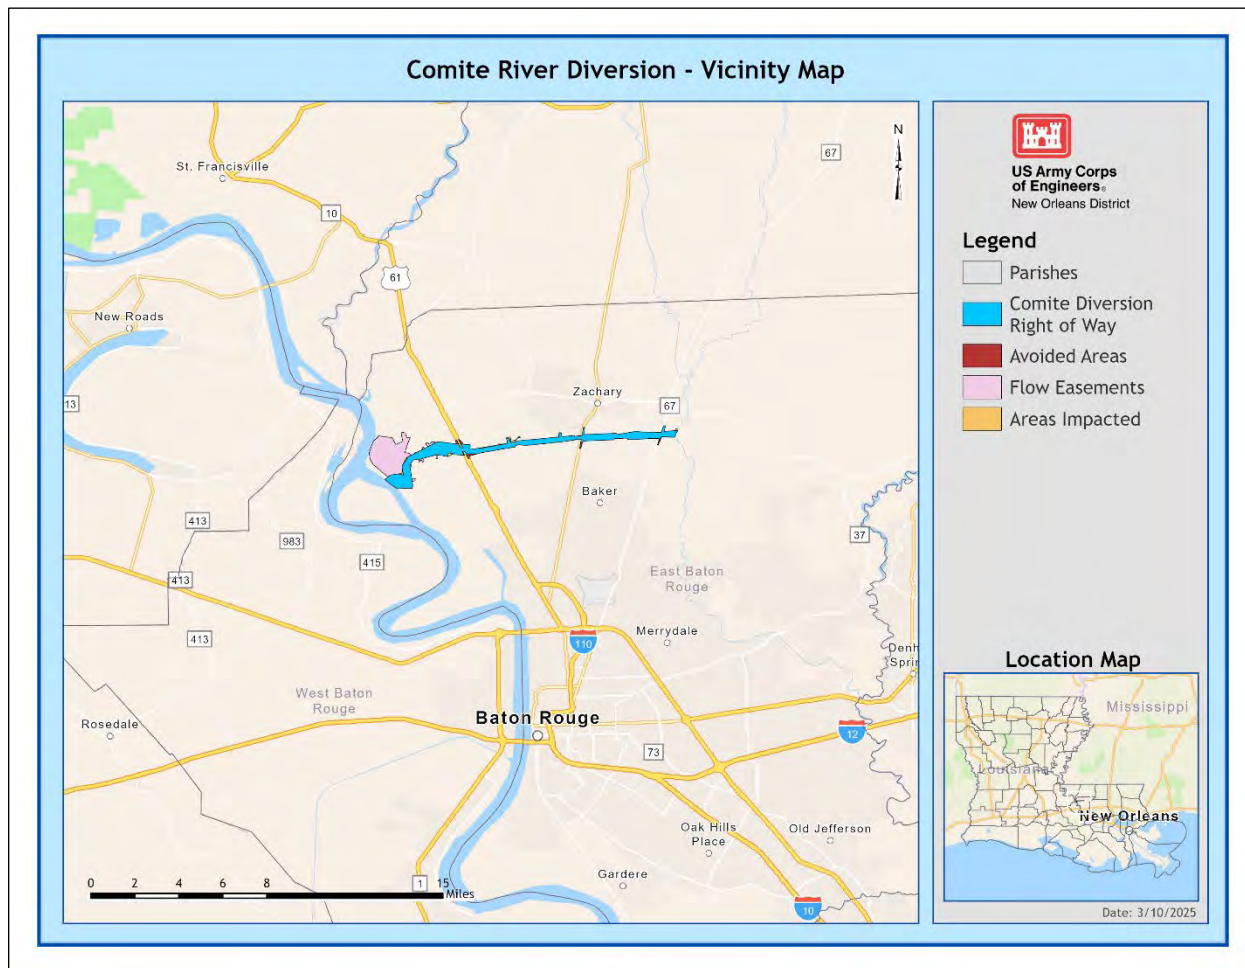 Comite River Diversion - Vicinity Map
N
67
St. Francisville
10
61
New Roads
13
Zachary
67
Baker
413
983
415
37
413
East Baton
Rouge
413
110
Merrydale
Denh
Sprin
West Baton
Rouge
Rosedale
Baton Rouge
12
73
Oak Hills
Place
Old Jefferson
Gardere
0 2 4 6 8 15
Miles
1
10
US Army Corps
of Engineers®
New Orleans District
Legend
Parishes
Comite Diversion
Right of Way
Avoided Areas
Flow Easements
Areas Impacted
Location Map
Mississippi
Louisiana
New Orleans
Date: 3/10/2025